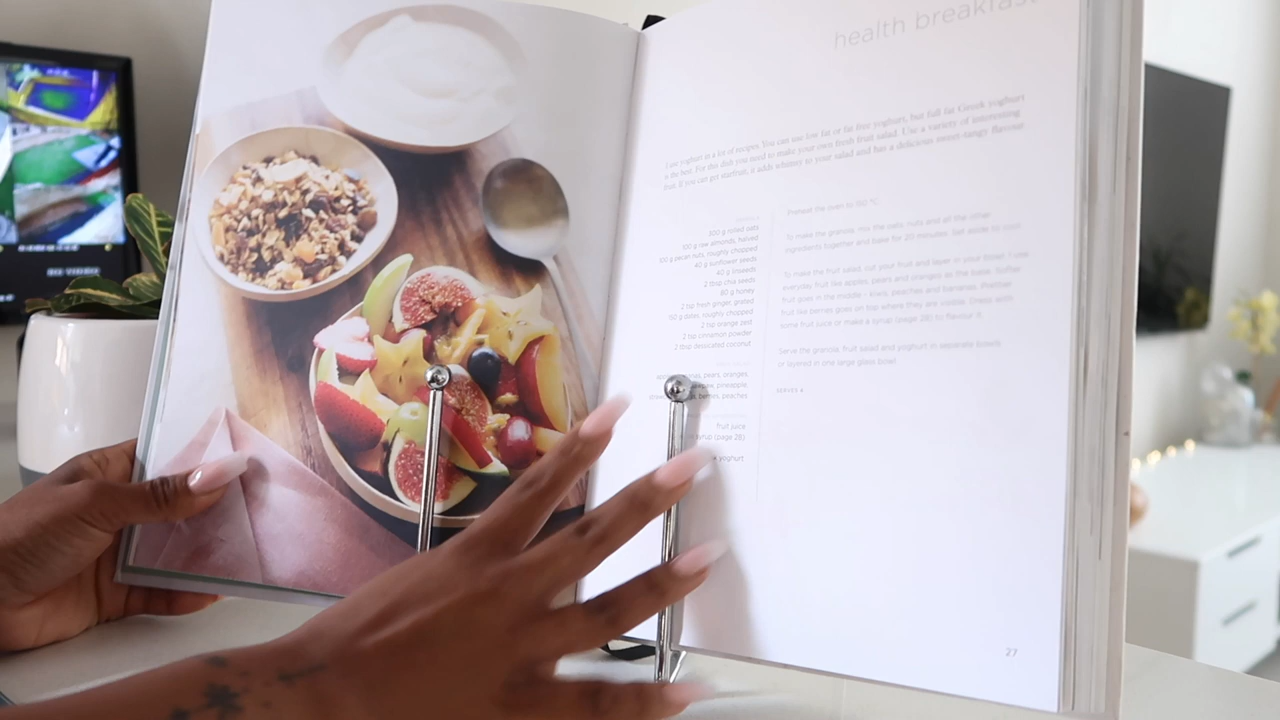 health breakfast
I use yoghurt in a lot of recipes. You can use low fat or fat free yoghurt, but full fat Greek yoghurt
is the best. For this dish you need to make your own fresh fruit salad. Use a variety of interesting
fruit. If you can get starfruit, it adds whimsy to your salad and has a delicious sweet-tangy flavour.
300 g rolled oats
100 g raw almonds, halved
100 g pecan nuts, roughly chopped
40 g sunflower seeds
40 g linseeds
2 tbsp chia seeds
80 g honey
2 tsp fresh ginger, grated
150 g dates, roughly chopped
2 tsp orange zest
2 tsp cinnamon powder
2 tbsp dessicated coconut
pears, oranges,
pineapple,
berries, peaches
fruit juice
syrup (page 28)
yoghurt
Preheat the oven to 160 °C.
To make the granola, mix the oats, nuts and all the other
ingredients together and bake for 20 minutes. Set aside to cool.
To make the fruit salad, cut your fruit and layer in your bowl. I use
everyday fruit like apples, pears and oranges as the base. Softer
fruit goes in the middle – kiwis, peaches and bananas. Prettier
fruit like berries goes on top where they are visible. Dress with
some fruit juice or make a syrup (page 28) to flavour it.
Serve the granola, fruit salad and yoghurt in separate bowls
or layered in one large glass bowl.
SERVES 4
27